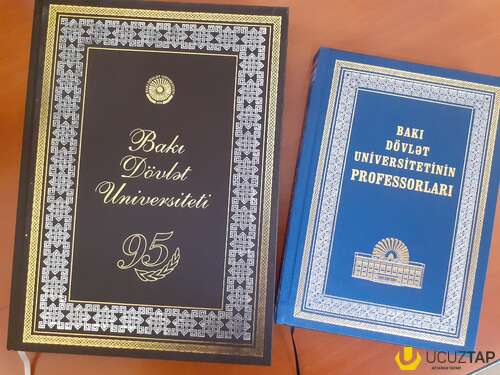 Bakı
Dövlət
Universiteti
95
BAKI
DÖVLƏT
UNİVERSİTETİNİN
PROFESSORLARI
UCUZTAP